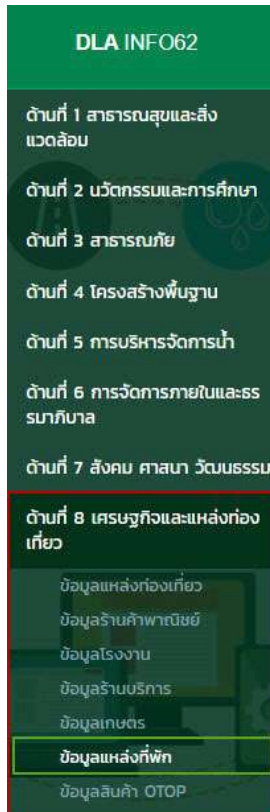 DLA INFO62
ด้านที่ 1 สาธารณสุขและสิ่ง
แวดล้อม
ด้านที่ 2 นวัตกรรมและการศึกษา
ด้านที่ 3 สาธารณภัย
ด้านที่ 4 โครงสร้างพื้นฐาน
ด้านที่ 5 การบริหารจัดการน้ำ
ด้านที่ 6 การจัดการภายในและธร
รมาภิบาล
ด้านที่ 7 สังคม ศาสนา วัฒนธรรม
ด้านที่ 8 เศรษฐกิจและแหล่งท่อง
เที่ยว
ข้อมูลแหล่งท่องเที่ยว
ข้อมูลร้านค้าพาณิชย์
ข้อมูลโรงงาน
ข้อมูลร้านบริการ
ข้อมูลเกษตร
ข้อมูลแหล่งที่พัก
ข้อมูลสินค้า OTOP